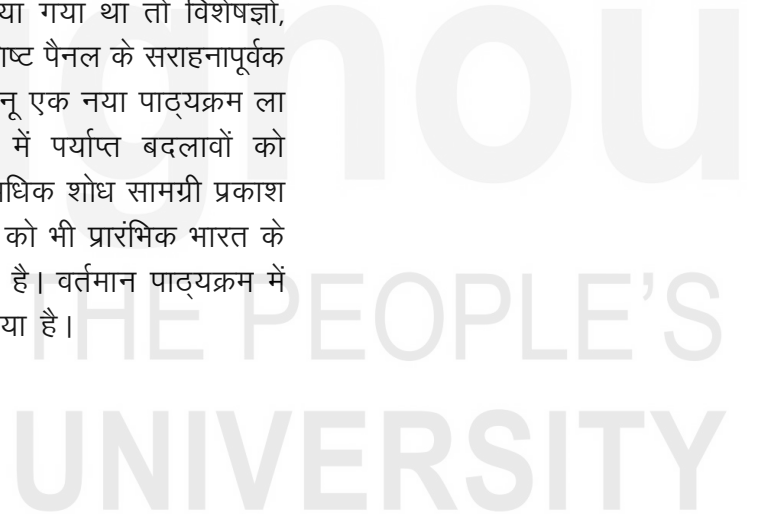 या गया था तो विशेषज्ञों,
ष्ट पैनल के सराहनापूर्वक
नू एक नया पाठ्यक्रम ला
में पर्याप्त बदलावों को
धिक शोध सामग्री प्रकाश
को भी प्रारंभिक भारत के
है। वर्तमान पाठ्यक्रम में
या है।
ignou
THE PEOPLE'S
UNIVERSITY